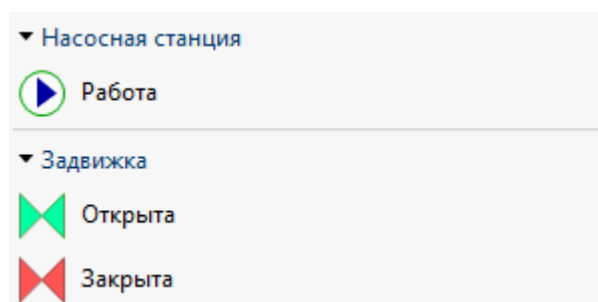 Насосная станция
Работа
Задвижка
Открыта
Закрыта